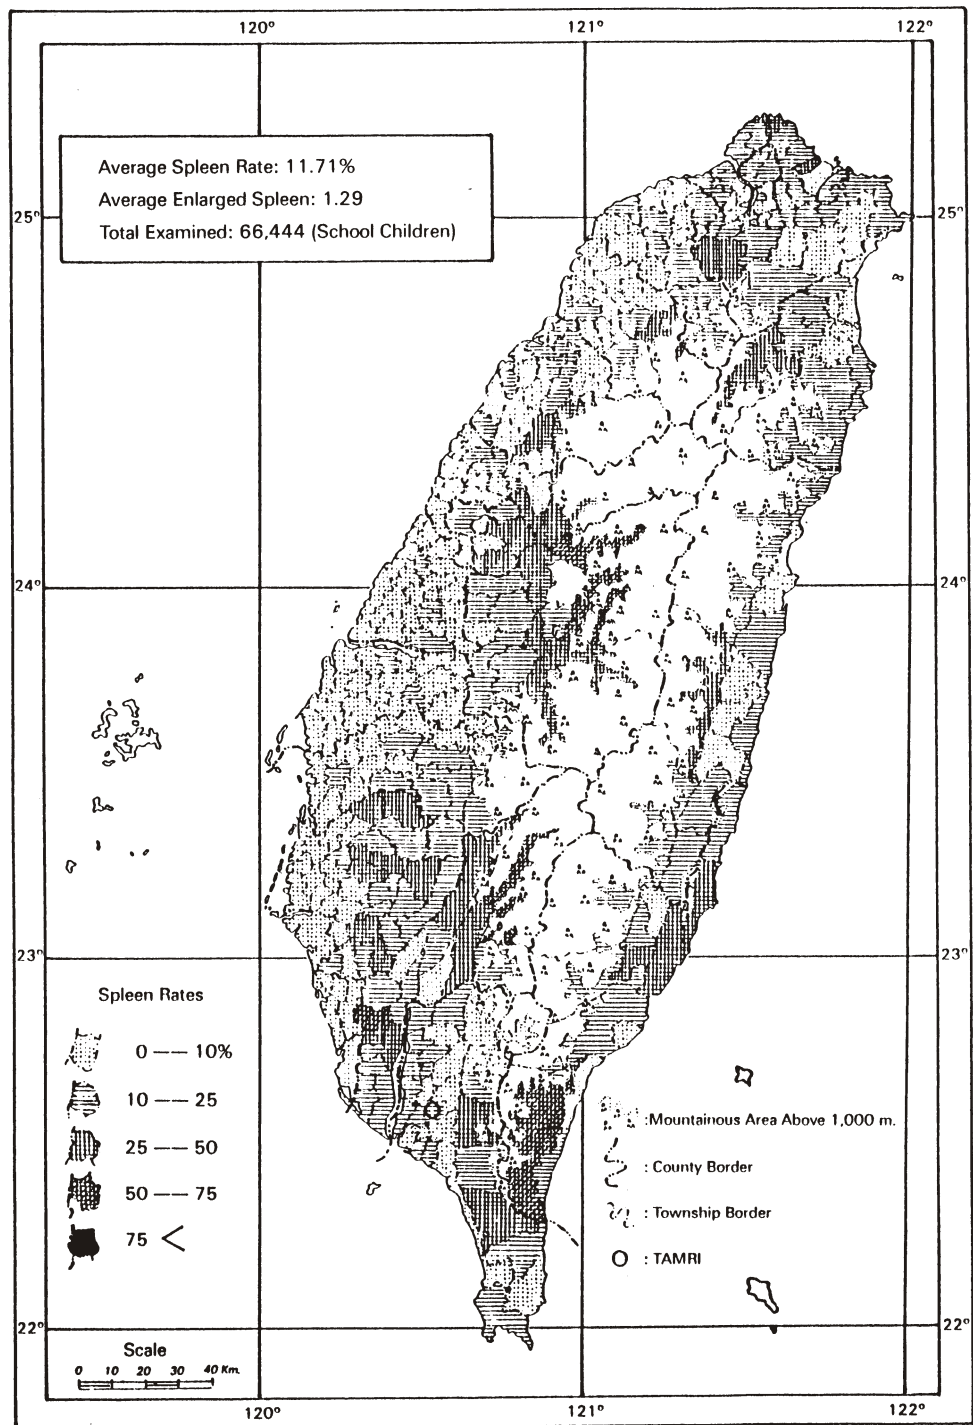 120°
121°
122°
Average Spleen Rate: 11.71%
Average Enlarged Spleen: 1.29
Total Examined: 66,444 (School Children)
25°
25°
24°
24°
23°
23°
Spleen Rates
0 —— 10%
10 —— 25
25 —— 50
50 —— 75
75 <
:Mountainous Area Above 1,000 m.
: County Border
: Township Border
: TAMRI
22°
22°
Scale
0 10 20 30 40 Km.
120°
121°
122°